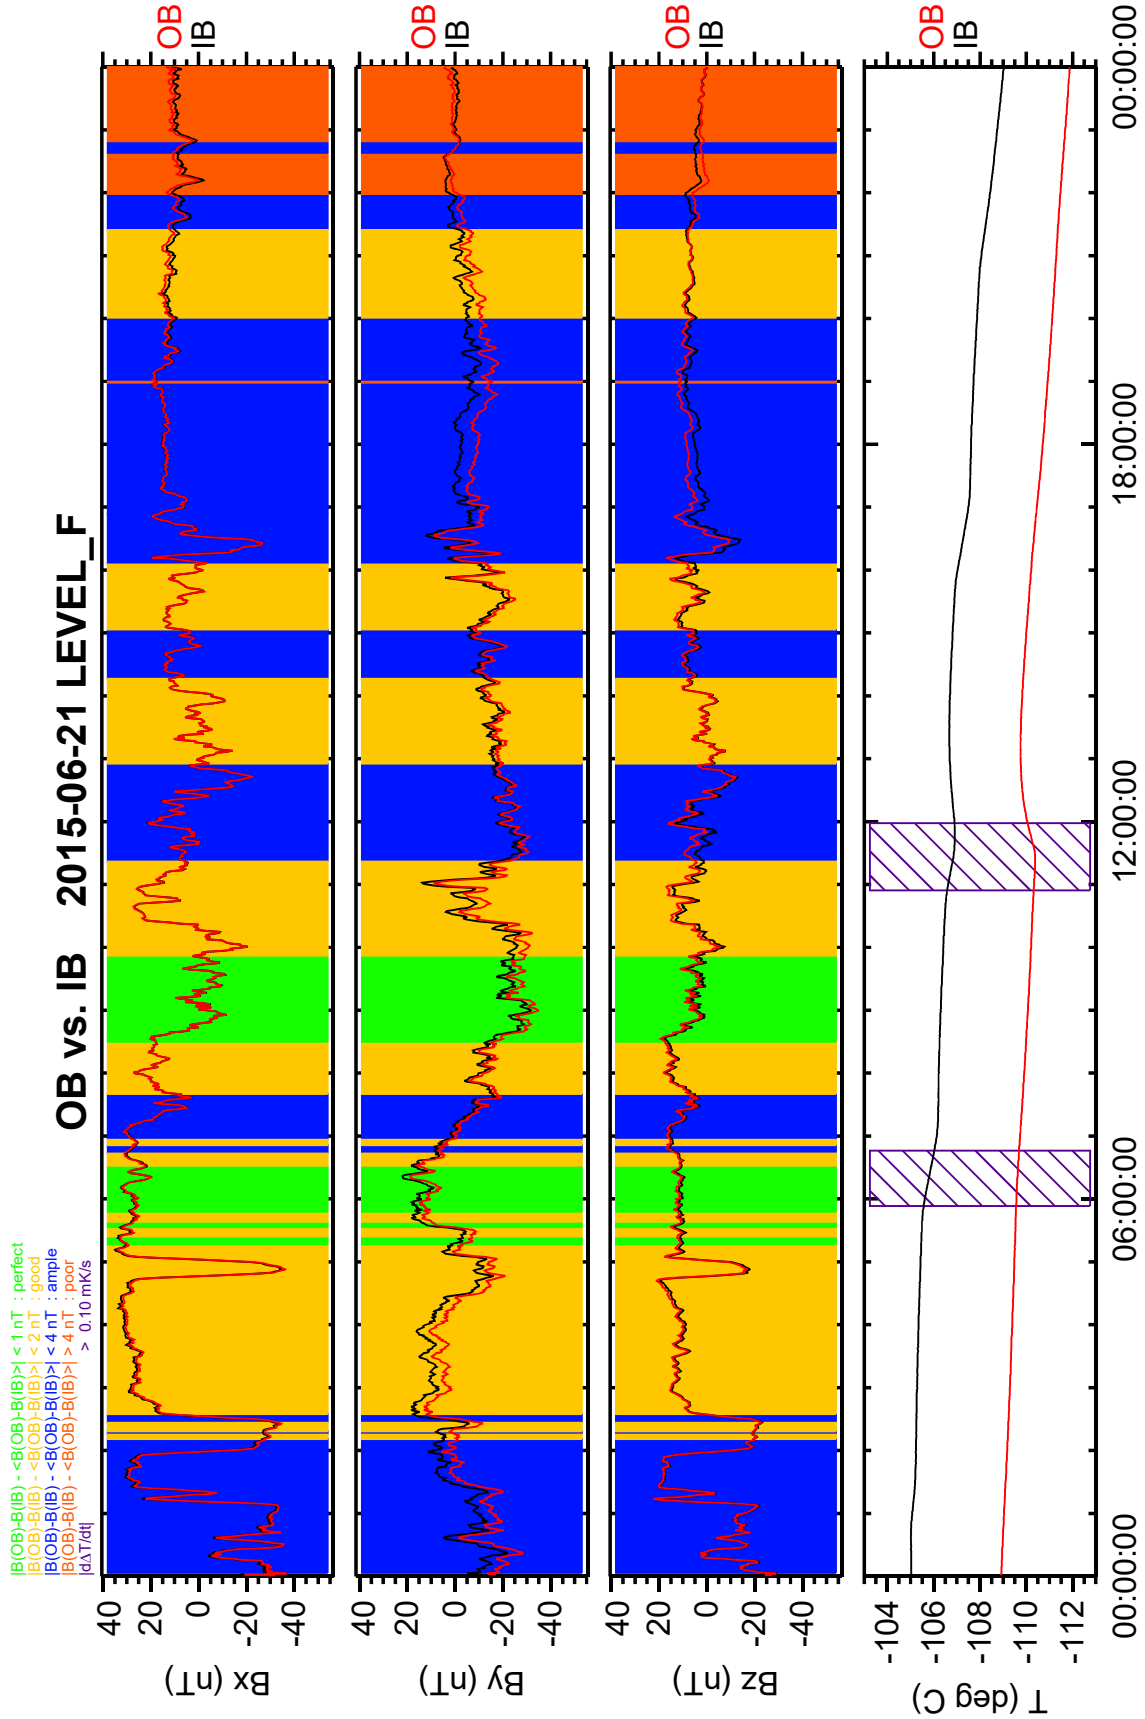 OB vs. IB 2015-06-21 LEVEL_F
|B(OB)-B(IB) - <B(OB)-B(IB)>| < 1 nT : perfect
|B(OB)-B(IB) - <B(OB)-B(IB)>| < 2 nT : good
|B(OB)-B(IB) - <B(OB)-B(IB)>| < 4 nT : ample
|B(OB)-B(IB) - <B(OB)-B(IB)>| > 4 nT : poor
|dΔT/dt| > 0.10 mK/s
Bx (nT)
40
20
0
-20
-40
OB
IB
By (nT)
40
20
0
-20
-40
OB
IB
Bz (nT)
40
20
0
-20
-40
OB
IB
T (deg C)
-104
-106
-108
-110
-112
OB
IB
00:00:00
06:00:00
12:00:00
18:00:00
00:00:00